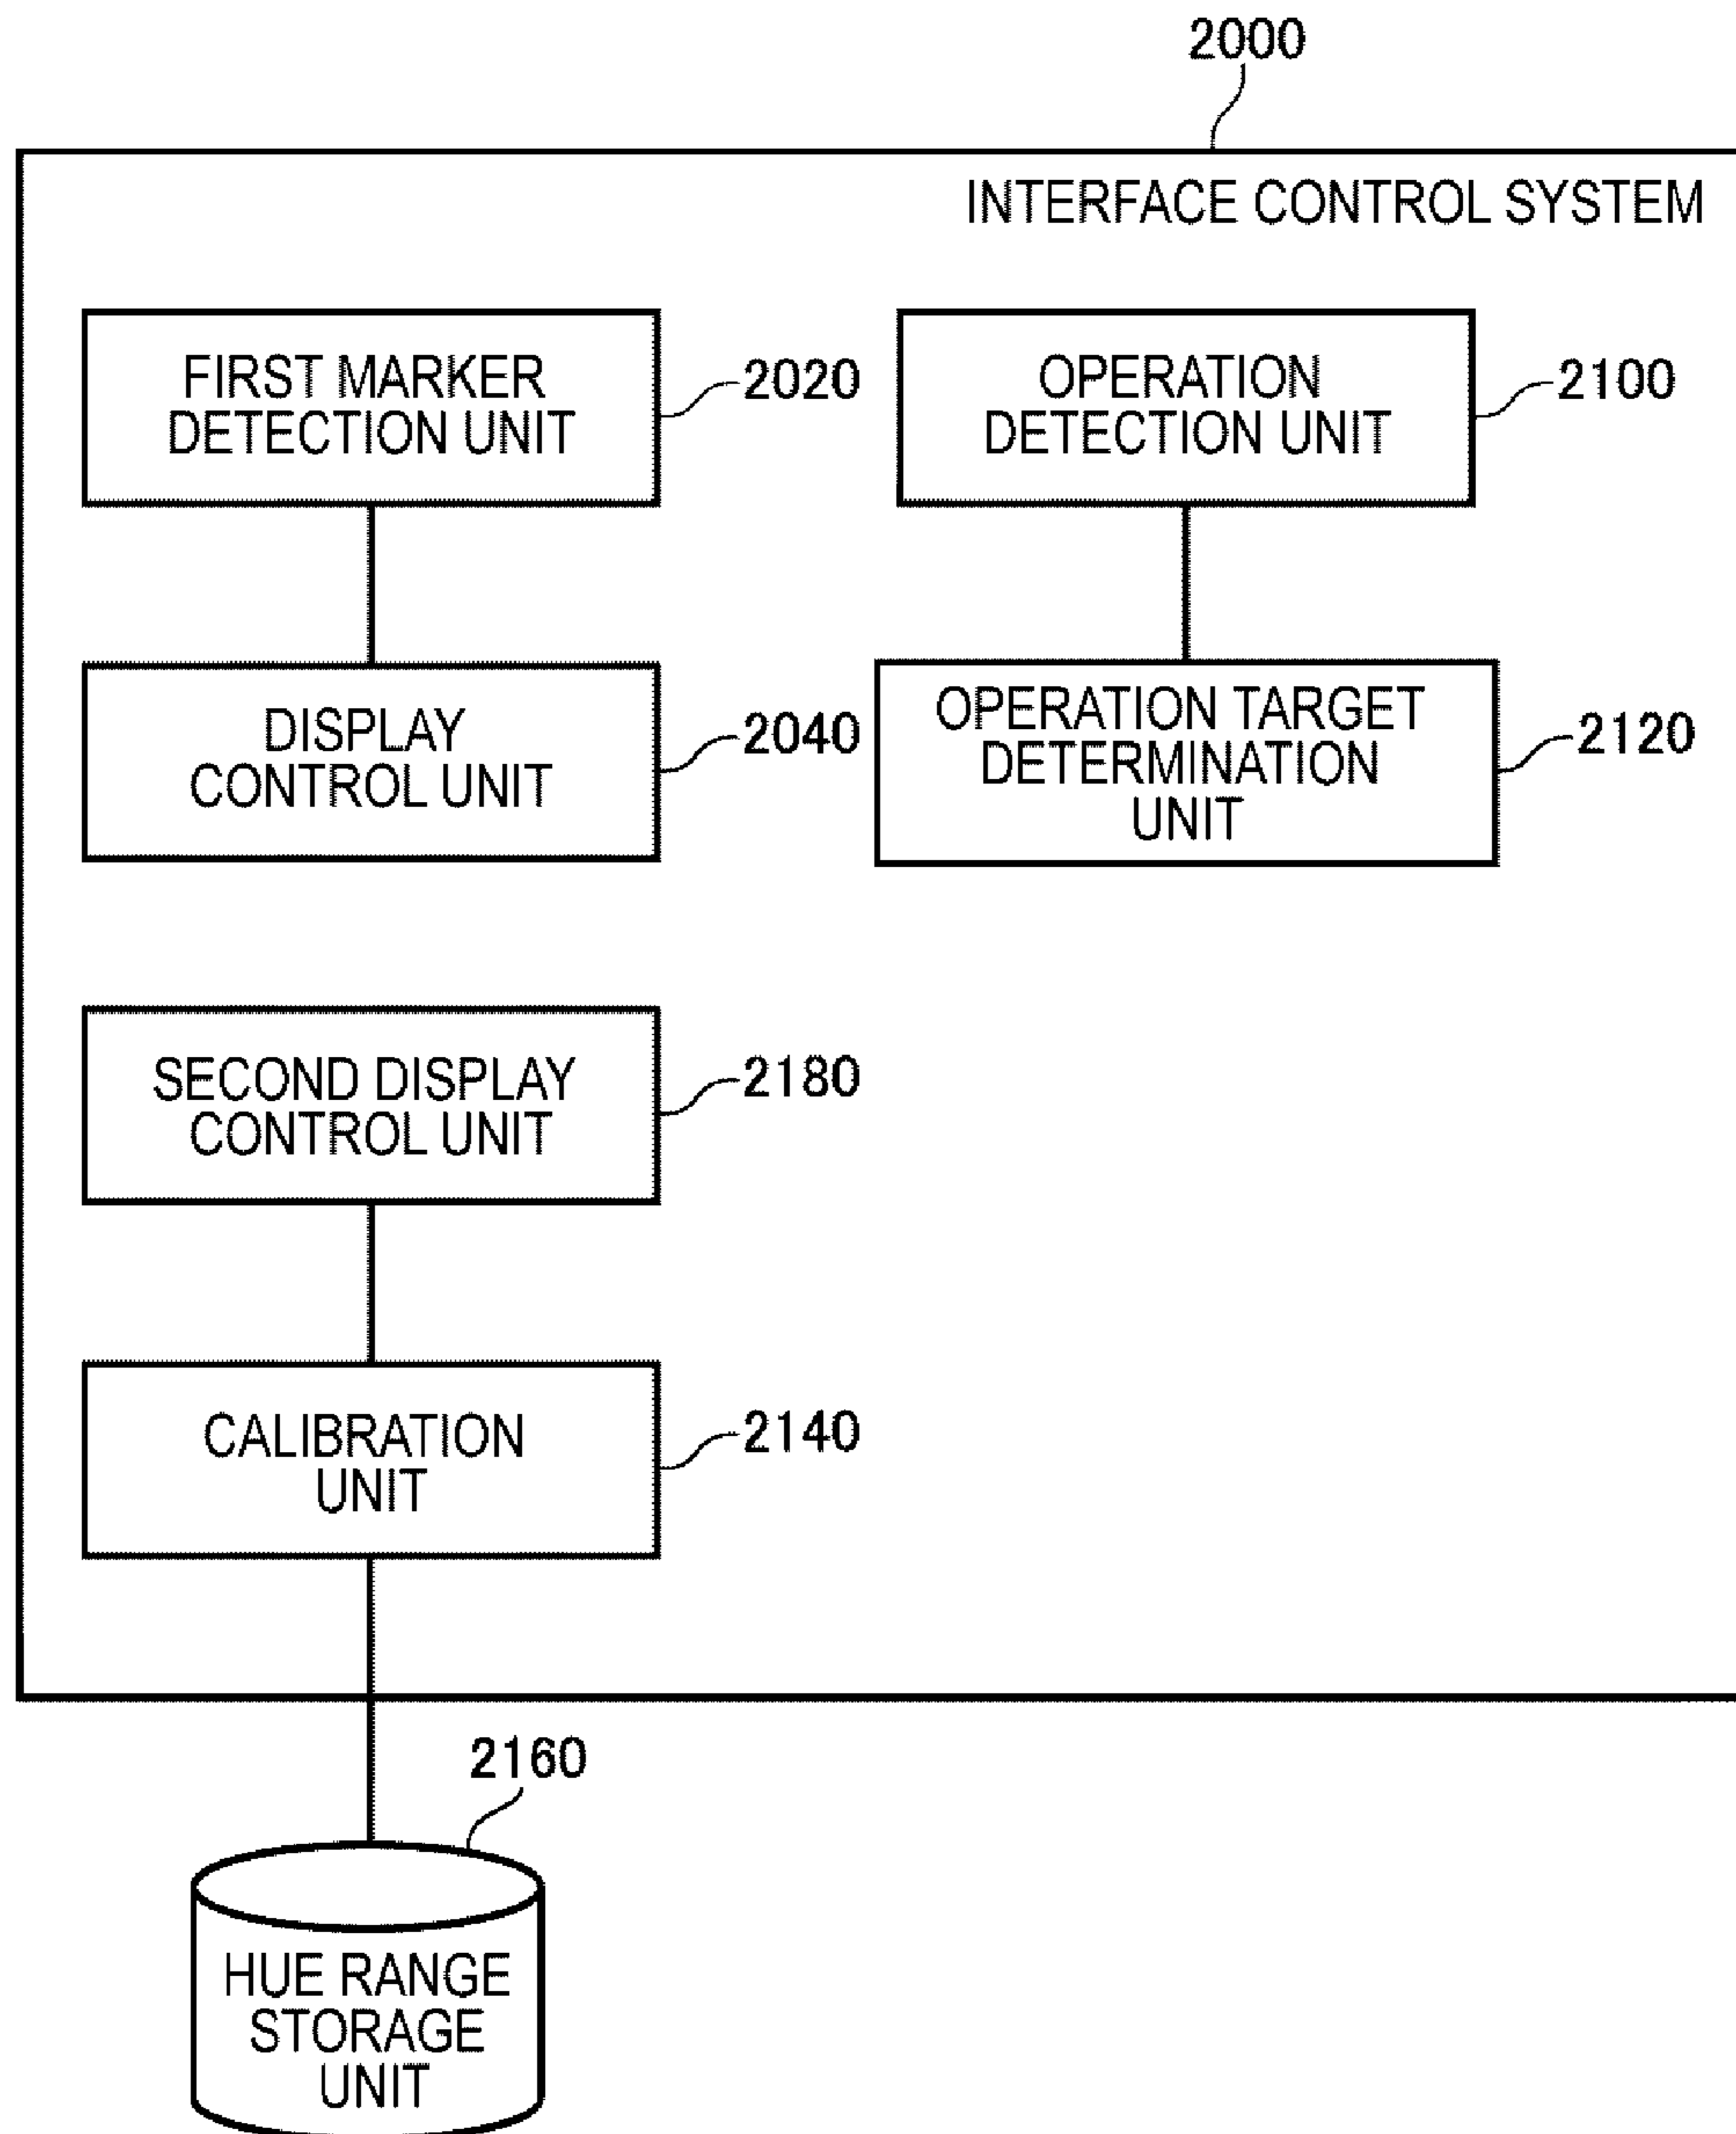 2000
INTERFACE CONTROL SYSTEM
FIRST MARKER
DETECTION UNIT
2020
OPERATION
DETECTION UNIT
2100
DISPLAY
CONTROL UNIT
2040
OPERATION TARGET
DETERMINATION
UNIT
2120
SECOND DISPLAY
CONTROL UNIT
2180
CALIBRATION
UNIT
2140
2160
HUE RANGE
STORAGE
UNIT